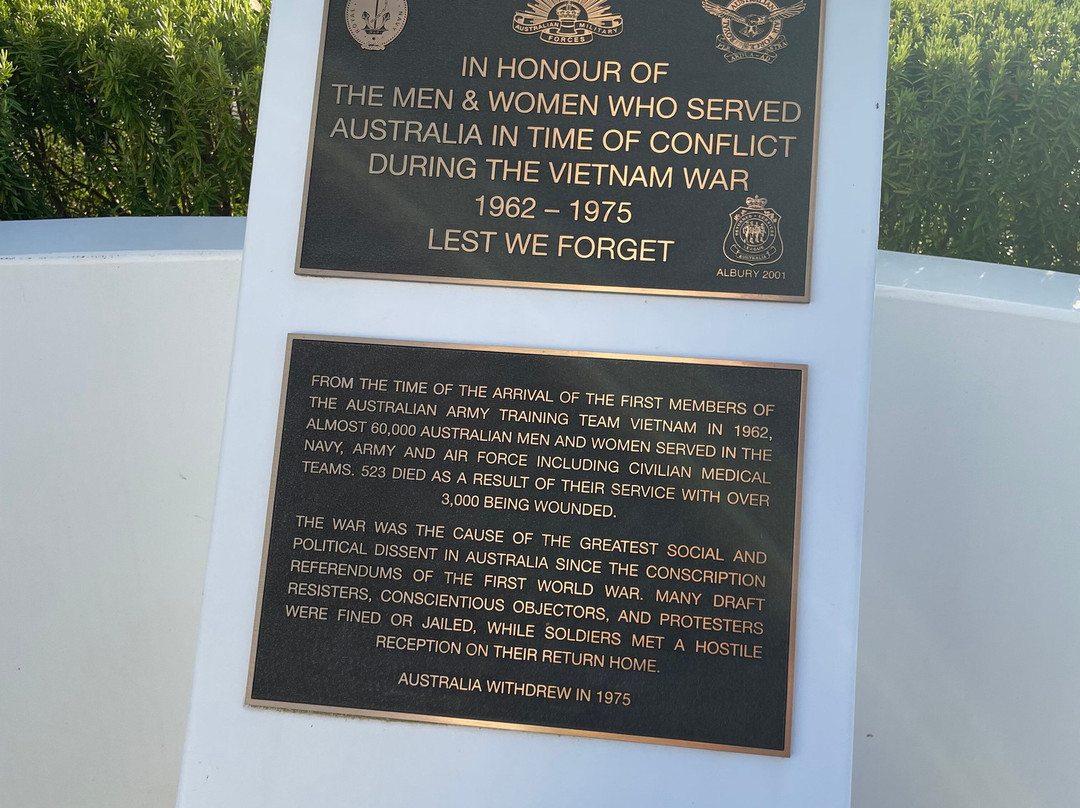 AUSTRALIAN MILITARY
FORCES
IN HONOUR OF
THE MEN & WOMEN WHO SERVED
AUSTRALIA IN TIME OF CONFLICT
DURING THE VIETNAM WAR
1962 – 1975
LEST WE FORGET
AUSTRALIA
ALBURY 2001
FROM THE TIME OF THE ARRIVAL OF THE FIRST MEMBERS OF
THE AUSTRALIAN ARMY TRAINING TEAM VIETNAM IN 1962,
ALMOST 60,000 AUSTRALIAN MEN AND WOMEN SERVED IN THE
NAVY, ARMY AND AIR FORCE INCLUDING CIVILIAN MEDICAL
TEAMS. 523 DIED AS A RESULT OF THEIR SERVICE WITH OVER
3,000 BEING WOUNDED.
THE WAR WAS THE CAUSE OF THE GREATEST SOCIAL AND
POLITICAL DISSENT IN AUSTRALIA SINCE THE CONSCRIPTION
REFERENDUMS OF THE FIRST WORLD WAR. MANY DRAFT
RESISTERS, CONSCIENTIOUS OBJECTORS, AND PROTESTERS
WERE FINED OR JAILED, WHILE SOLDIERS MET A HOSTILE
RECEPTION ON THEIR RETURN HOME.
AUSTRALIA WITHDREW IN 1975